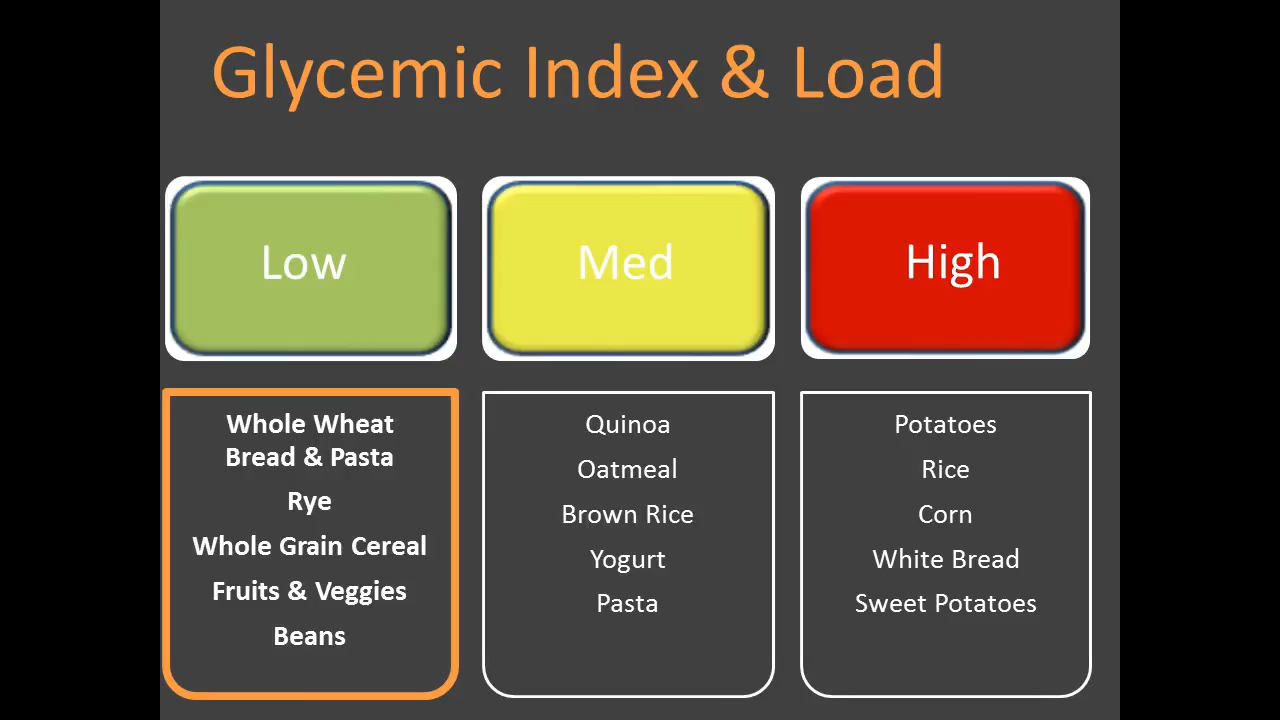 Glycemic Index & Load
Low
Med
High
Whole Wheat
Bread & Pasta
Rye
Whole Grain Cereal
Fruits & Veggies
Beans
Quinoa
Oatmeal
Brown Rice
Yogurt
Pasta
Potatoes
Rice
Corn
White Bread
Sweet Potatoes